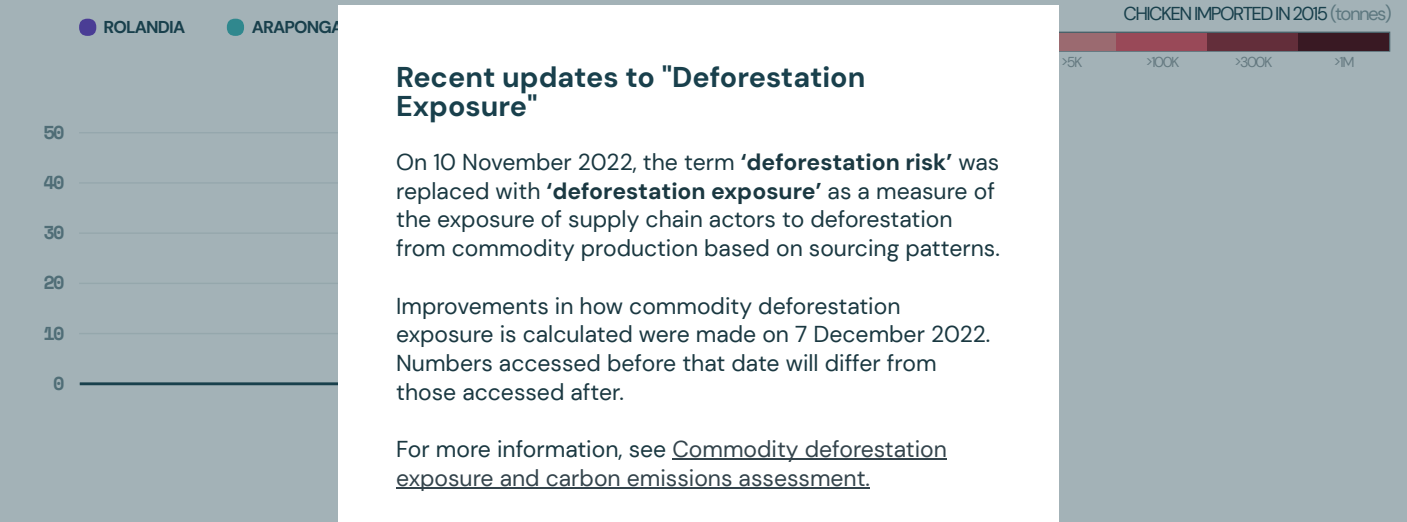 ROLANDIA
CHICKEN IMPORTED IN 2015 (tonnes)
>5K >100K >300K >1M
50
40
30
20
10
0
Recent updates to "Deforestation
Exposure"
On 10 November 2022, the term ‘deforestation risk’ was
replaced with ‘deforestation exposure’ as a measure of
the exposure of supply chain actors to deforestation
from commodity production based on sourcing patterns.
Improvements in how commodity deforestation
exposure is calculated were made on 7 December 2022.
Numbers accessed before that date will differ from
those accessed after.
For more information, see Commodity deforestation
exposure and carbon emissions assessment.